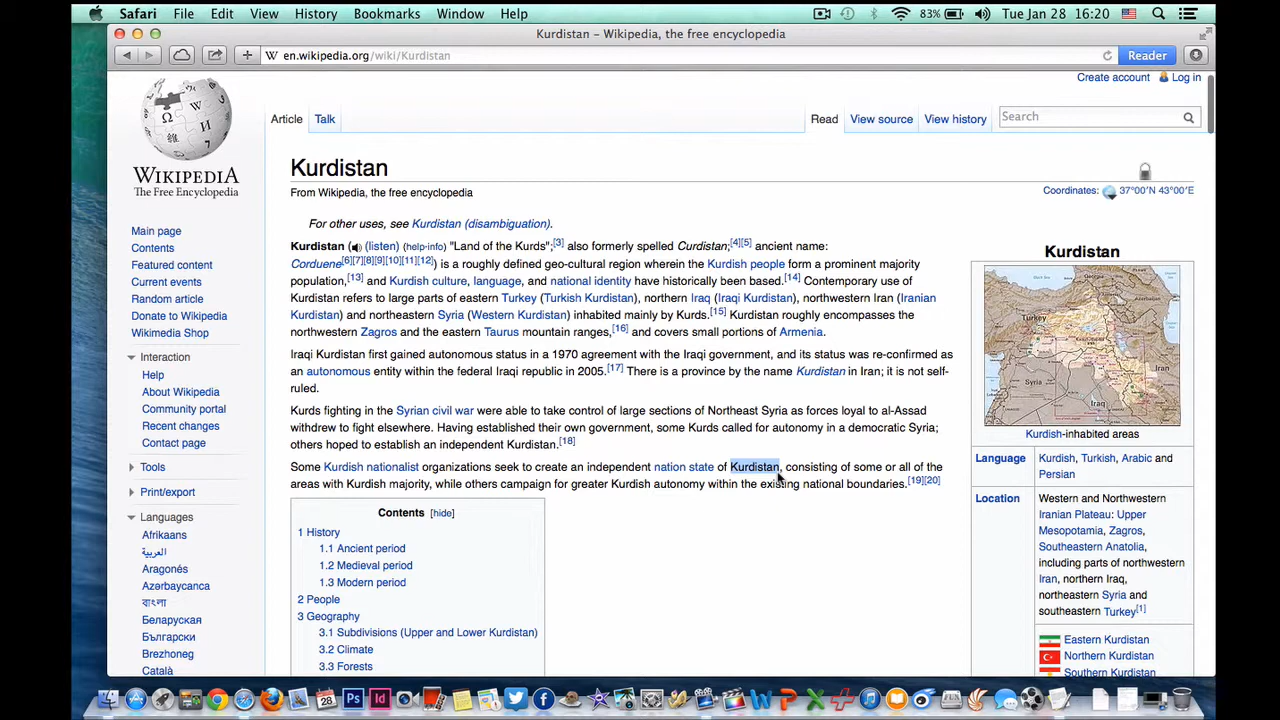 Safari File Edit View History Bookmarks Window Help 83% Tue Jan 28 16:20
Kurdistan – Wikipedia, the free encyclopedia
en.wikipedia.org/wiki/Kurdistan Reader
Create account Log in
Article Talk Read View source View history Search
WIKIPEDIA
The Free Encyclopedia
Main page
Contents
Featured content
Current events
Random article
Donate to Wikipedia
Wikimedia Shop
Interaction
Help
About Wikipedia
Community portal
Recent changes
Contact page
Tools
Print/export
Languages
Afrikaans
العربية
Aragonés
Azərbaycanca
বাংলা
Беларуская
Български
Brezhoneg
Català
Kurdistan
From Wikipedia, the free encyclopedia
Coordinates: 37°00′N 43°00′E
For other uses, see Kurdistan (disambiguation).
Kurdistan (listen) (help·info) "Land of the Kurds";[3] also formerly spelled Curdistan;[4][5] ancient name:
Corduene[6][7][8][9][10][11][12]) is a roughly defined geo-cultural region wherein the Kurdish people form a prominent majority
population,[13] and Kurdish culture, language, and national identity have historically been based.[14] Contemporary use of
Kurdistan refers to large parts of eastern Turkey (Turkish Kurdistan), northern Iraq (Iraqi Kurdistan), northwestern Iran (Iranian
Kurdistan) and northeastern Syria (Western Kurdistan) inhabited mainly by Kurds.[15] Kurdistan roughly encompasses the
northwestern Zagros and the eastern Taurus mountain ranges,[16] and covers small portions of Armenia.
Iraqi Kurdistan first gained autonomous status in a 1970 agreement with the Iraqi government, and its status was re-confirmed as
an autonomous entity within the federal Iraqi republic in 2005.[17] There is a province by the name Kurdistan in Iran; it is not self-
ruled.
Kurds fighting in the Syrian civil war were able to take control of large sections of Northeast Syria as forces loyal to al-Assad
withdrew to fight elsewhere. Having established their own government, some Kurds called for autonomy in a democratic Syria;
others hoped to establish an independent Kurdistan.[18]
Some Kurdish nationalist organizations seek to create an independent nation state of Kurdistan, consisting of some or all of the
areas with Kurdish majority, while others campaign for greater Kurdish autonomy within the existing national boundaries.[19][20]
Contents [hide]
1 History
1.1 Ancient period
1.2 Medieval period
1.3 Modern period
2 People
3 Geography
3.1 Subdivisions (Upper and Lower Kurdistan)
3.2 Climate
3.3 Forests
Kurdistan
Turkey
Syria
Iraq
Iran
Kurdish-inhabited areas
Language Kurdish, Turkish, Arabic and
Persian
Location Western and Northwestern
Iranian Plateau: Upper
Mesopotamia, Zagros,
Southeastern Anatolia,
including parts of northwestern
Iran, northern Iraq,
northeastern Syria and
southeastern Turkey[1]
Eastern Kurdistan
Northern Kurdistan
Southern Kurdistan